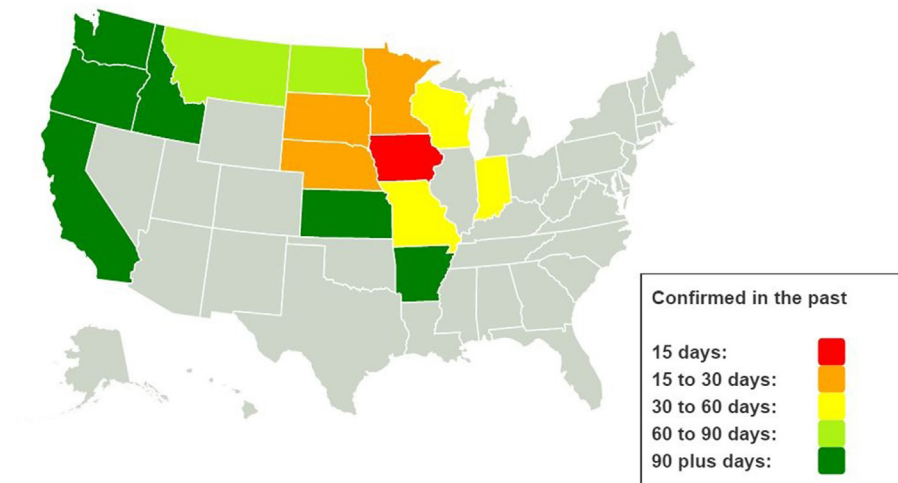 Confirmed in the past
15 days:
15 to 30 days:
30 to 60 days:
60 to 90 days:
90 plus days: